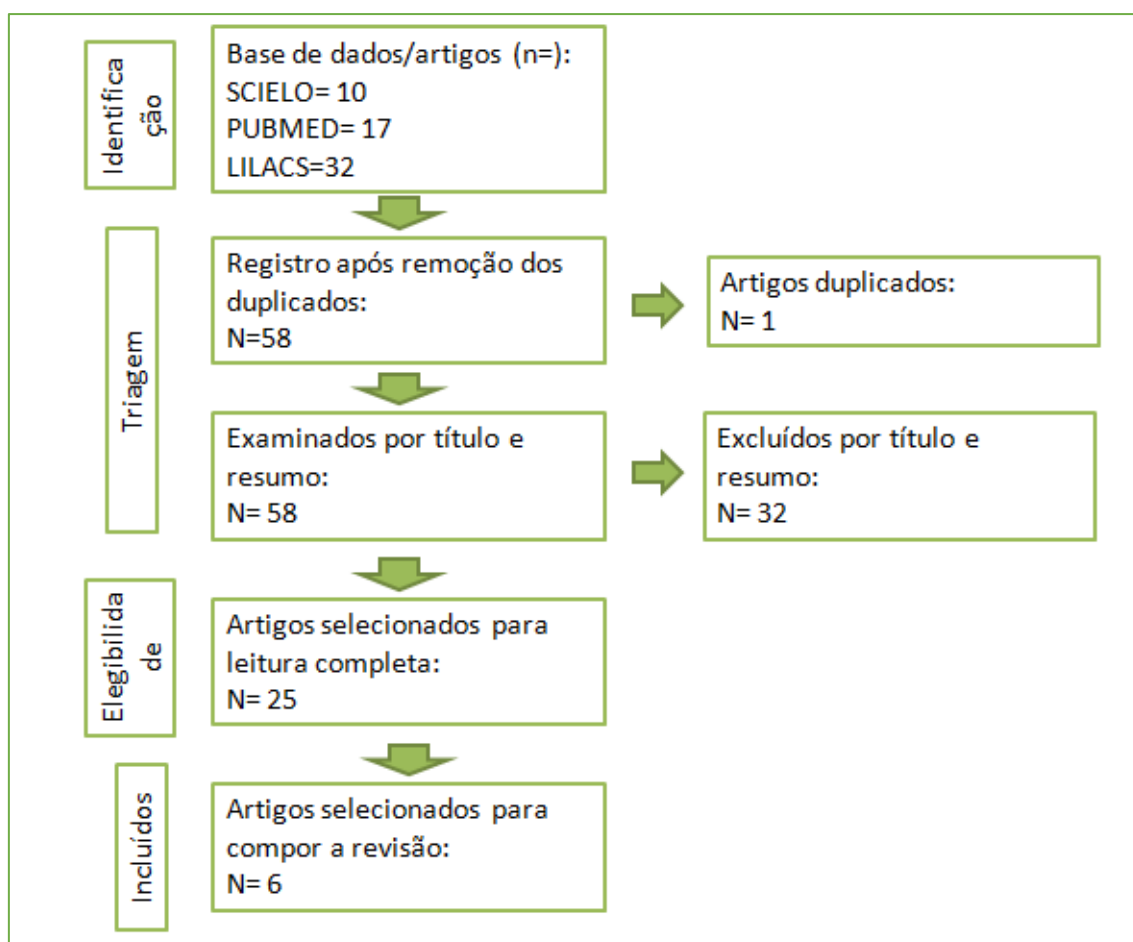 Identifica
ção
Base de dados/artigos (n=):
SCIELO= 10
PUBMED= 17
LILACS=32
Triagem
Registro após remoção dos
duplicados:
N=58
Artigos duplicados:
N= 1
Examinados por título e
resumo:
N= 58
Excluídos por título e
resumo:
N= 32
Elegibilida
de
Artigos selecionados para
leitura completa:
N= 25
Incluídos
Artigos selecionados para
compor a revisão:
N= 6